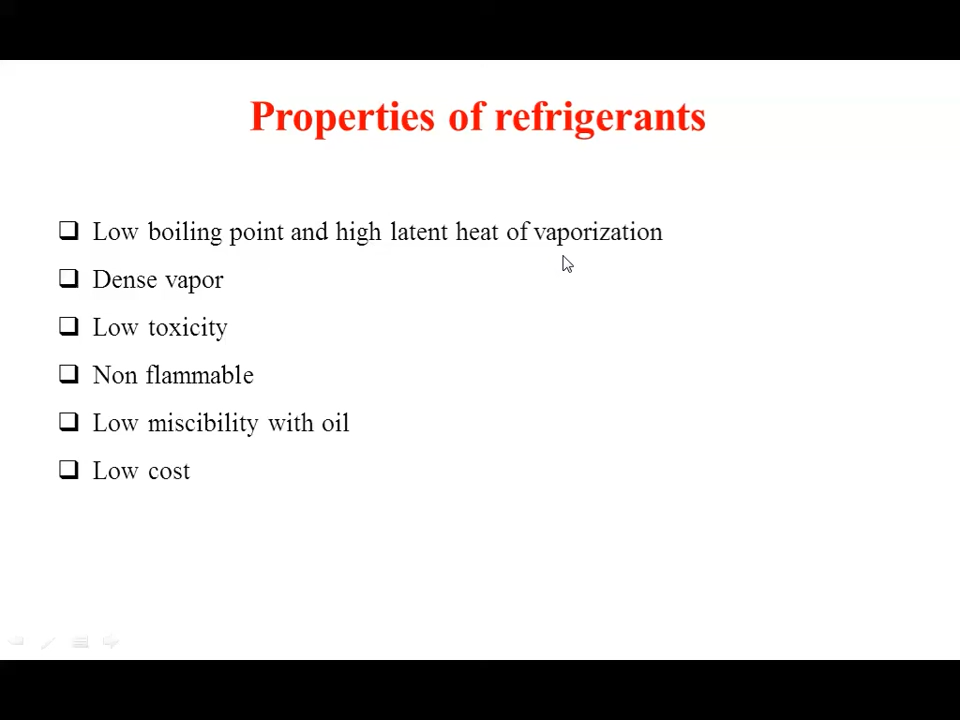 Properties of refrigerants
Low boiling point and high latent heat of vaporization
Dense vapor
Low toxicity
Non flammable
Low miscibility with oil
Low cost